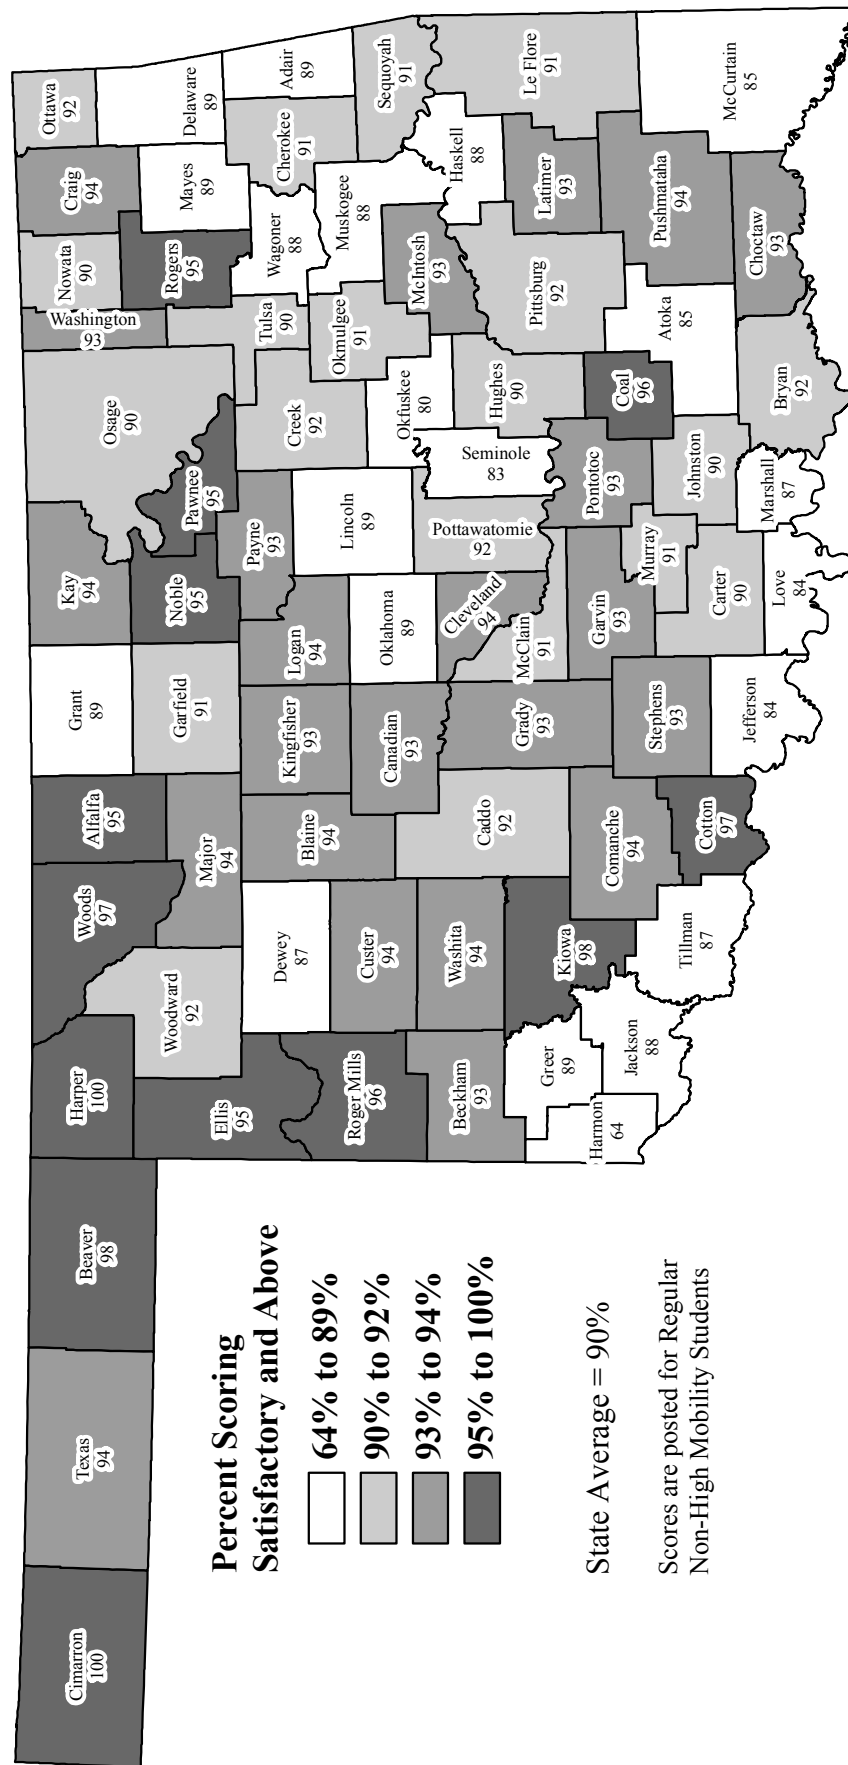 Cimarron
100
Texas
94
Beaver
98
Harper
100
Woods
97
Alfalfa
95
Grant
89
Kay
94
Osage
90
Washington
93
Nowata
90
Craig
94
Ottawa
92
Ellis
95
Woodward
92
Major
94
Garfield
91
Noble
95
Pawnee
95
Rogers
95
Mayes
89
Delaware
89
Roger Mills
96
Dewey
87
Blaine
94
Kingfisher
93
Logan
94
Payne
93
Creek
92
Tulsa
90
Wagoner
88
Cherokee
91
Adair
89
Custer
94
Canadian
93
Oklahoma
89
Lincoln
89
Okfuskee
80
Okmulgee
91
Muskogee
88
Sequoyah
91
Beckham
93
Washita
94
Caddo
92
Grady
93
McClain
91
Cleveland
94
Pottawatomie
92
Seminole
83
Hughes
90
McIntosh
93
Haskell
88
Harmon
64
Greer
89
Kiowa
98
Comanche
94
Stephens
93
Garvin
93
Pontotoc
93
Coal
96
Pittsburg
92
Latimer
93
Le Flore
91
Jackson
88
Tillman
87
Cotton
97
Jefferson
84
Carter
90
Murray
91
Johnston
90
Atoka
85
Pushmataha
94
McCurtain
85
Love
84
Marshall
87
Bryan
92
Choctaw
93
Percent Scoring
Satisfactory and Above
64% to 89%
90% to 92%
93% to 94%
95% to 100%
State Average = 90%
Scores are posted for Regular
Non-High Mobility Students